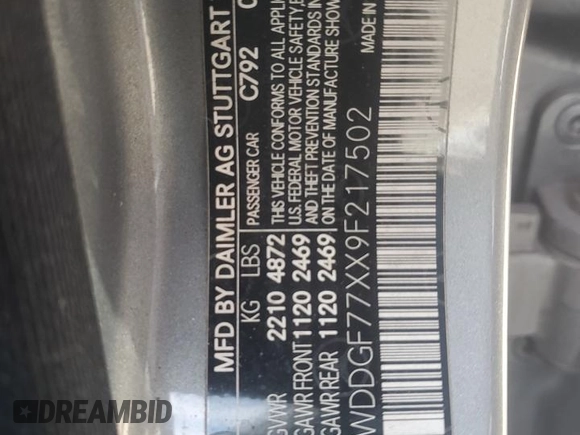 MFD BY DAIMLER AG STUTTGART
KG LBS PASSENGER CAR C792
GVWR 2210 4872 THIS VEHICLE CONFORMS TO ALL APPL
GAWR FRONT 1120 2469 U.S. FEDERAL MOTOR VEHICLE SAFETY,
GAWR REAR 1120 2469 AND THEFT PREVENTION STANDARDS IN
ON THE DATE OF MANUFACTURE SHOW
WDDGF77XX9F217502 MADE IN
DREAMBID